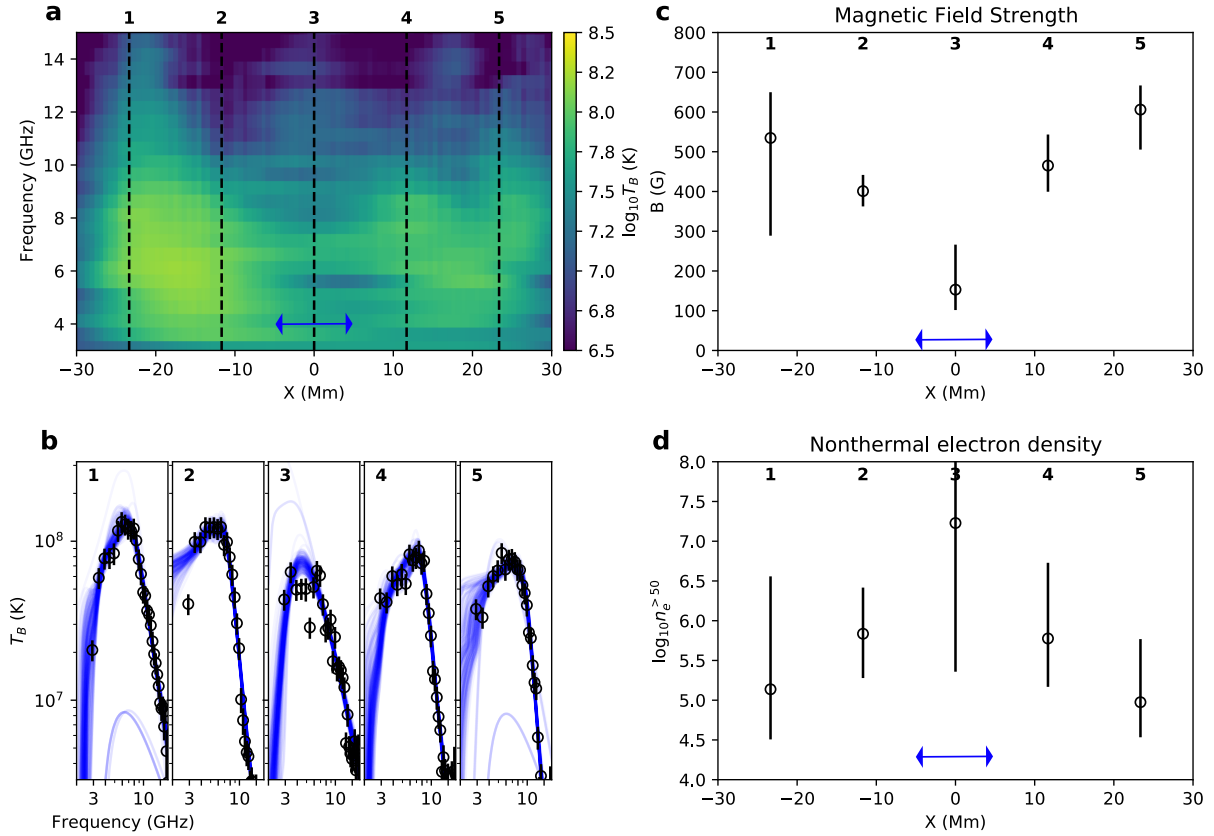 a
1 2 3 4 5
14
12
10
8
6
4
Frequency (GHz)
−30 −20 −10 0 10 20 30
X (Mm)
8.5
8.2
8.0
7.8
7.5
7.2
7.0
6.8
6.5
log₁₀T_B (K)
c
Magnetic Field Strength
1 2 3 4 5
800
700
600
500
400
300
200
100
0
B (G)
−30 −20 −10 0 10 20 30
X (Mm)
b
1 2 3 4 5
10⁸
10⁷
T_B (K)
3 10 3 10 3 10 3 10 3 10
Frequency (GHz)
d
Nonthermal electron density
1 2 3 4 5
8.0
7.5
7.0
6.5
6.0
5.5
5.0
4.5
4.0
log₁₀n_e^{>50}
−30 −20 −10 0 10 20 30
X (Mm)